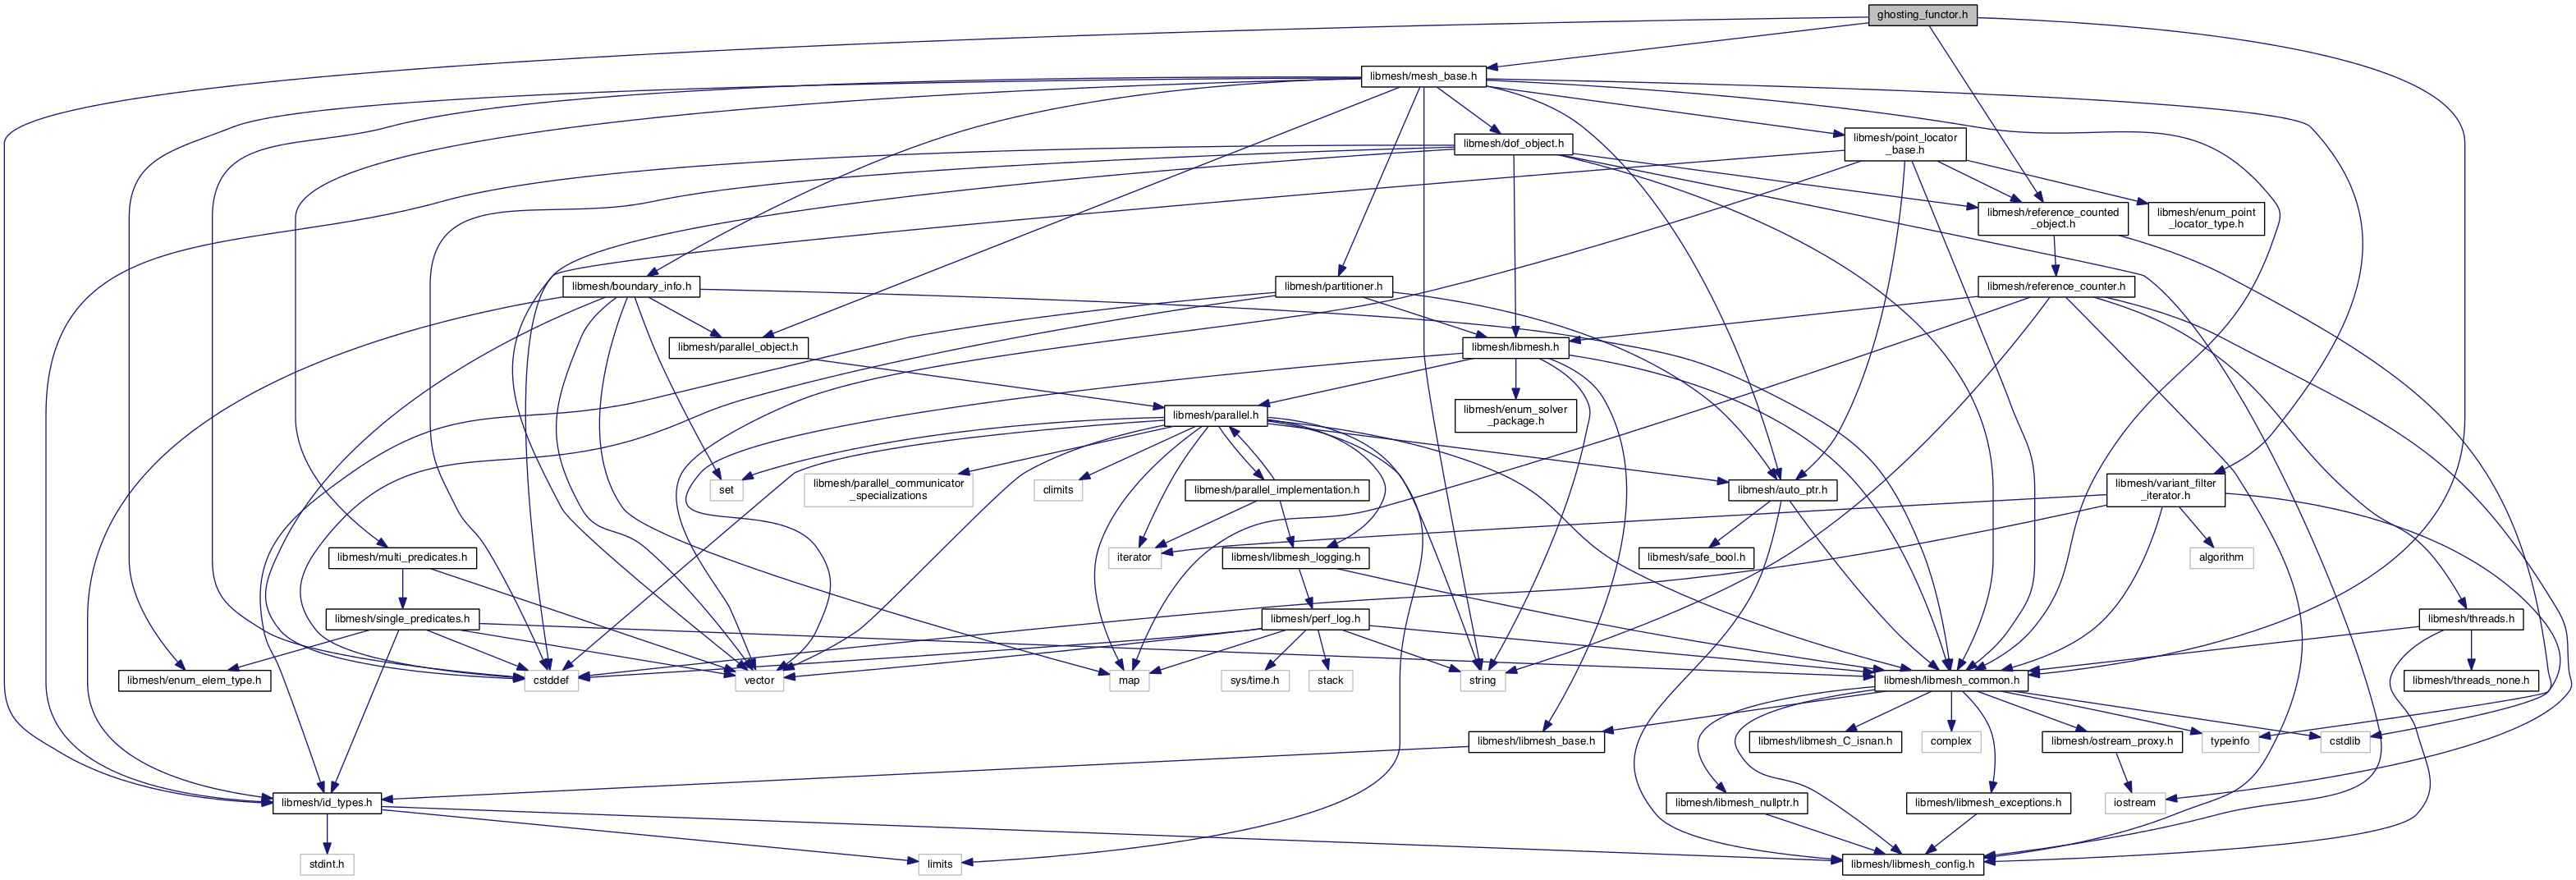 ghosting_functor.h
libmesh/mesh_base.h
libmesh/dof_object.h
libmesh/point_locator
_base.h
libmesh/reference_counted
_object.h
libmesh/enum_point
_locator_type.h
libmesh/boundary_info.h
libmesh/partitioner.h
libmesh/reference_counter.h
libmesh/parallel_object.h
libmesh/libmesh.h
libmesh/parallel.h
libmesh/enum_solver
_package.h
set
libmesh/parallel_communicator
_specializations
climits
libmesh/parallel_implementation.h
libmesh/auto_ptr.h
libmesh/variant_filter
_iterator.h
libmesh/multi_predicates.h
iterator
libmesh/libmesh_logging.h
libmesh/safe_bool.h
algorithm
libmesh/single_predicates.h
libmesh/perf_log.h
libmesh/threads.h
libmesh/enum_elem_type.h
cstddef
vector
map
sys/time.h
stack
string
libmesh/libmesh_common.h
libmesh/threads_none.h
libmesh/libmesh_base.h
libmesh/libmesh_C_isnan.h
complex
libmesh/ostream_proxy.h
typeinfo
cstdlib
libmesh/id_types.h
libmesh/libmesh_nullptr.h
libmesh/libmesh_exceptions.h
iostream
stdint.h
limits
libmesh/libmesh_config.h